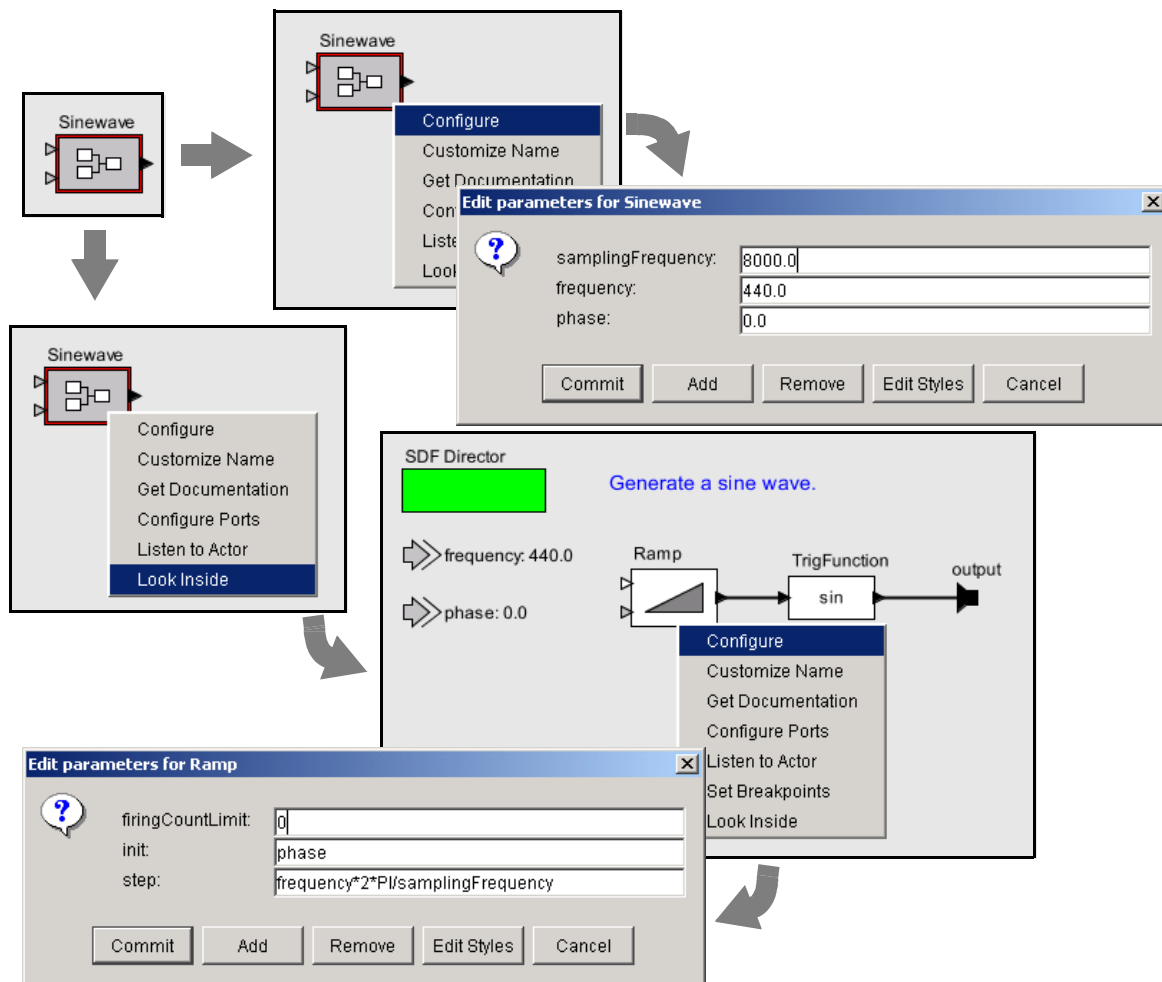 Sinewave
Sinewave
Configure
Customize Name
Get Documentation
Edit parameters for Sinewave
samplingFrequency: 8000.0
frequency: 440.0
phase: 0.0
Commit Add Remove Edit Styles Cancel
Sinewave
Configure
Customize Name
Get Documentation
Configure Ports
Listen to Actor
Look Inside
SDF Director
Generate a sine wave.
frequency: 440.0
phase: 0.0
Ramp
TrigFunction
sin
output
Configure
Customize Name
Get Documentation
Configure Ports
Listen to Actor
Set Breakpoints
Look Inside
Edit parameters for Ramp
firingCountLimit: 0
init: phase
step: frequency*2*PI/samplingFrequency
Commit Add Remove Edit Styles Cancel